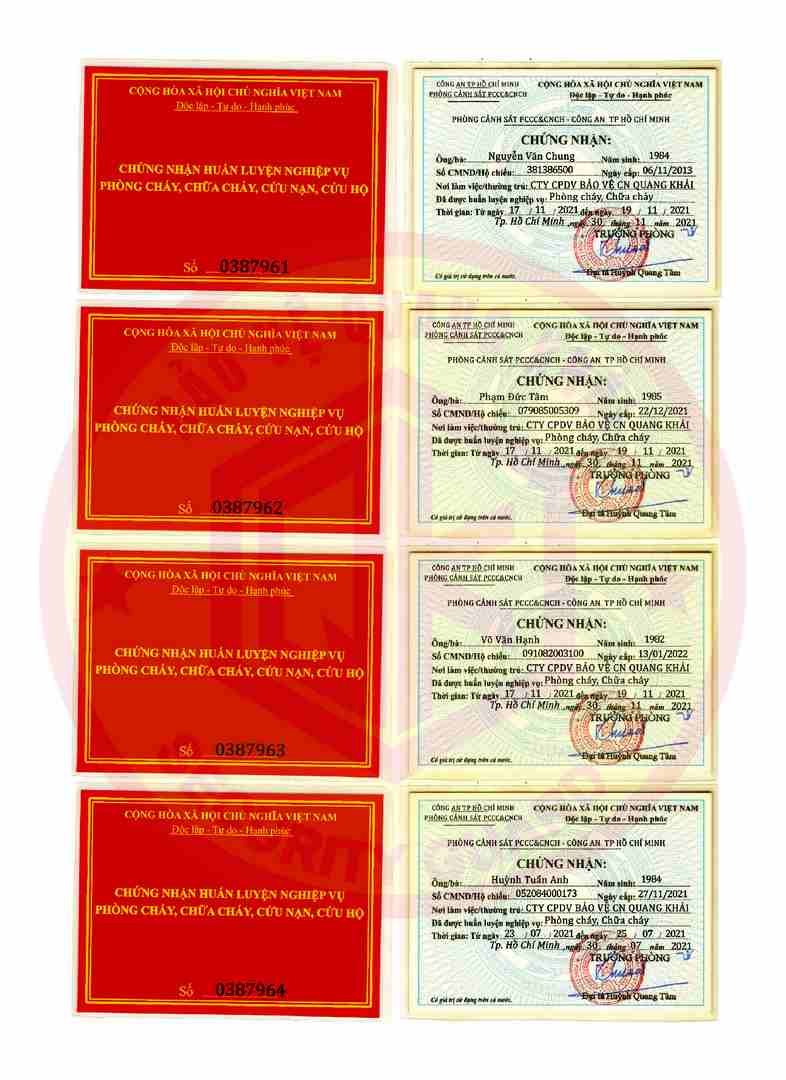 CỘNG HÒA XÃ HỘI CHỦ NGHĨA VIỆT NAM
Độc lập - Tự do - Hạnh phúc
CHỨNG NHẬN HUẤN LUYỆN NGHIỆP VỤ
PHÒNG CHÁY, CHỮA CHÁY, CỨU NẠN, CỨU HỘ
Số 0387961
CÔNG AN TP HỒ CHÍ MINH
PHÒNG CẢNH SÁT PCCC&CNCH
CỘNG HÒA XÃ HỘI CHỦ NGHĨA VIỆT NAM
Độc lập - Tự do - Hạnh phúc
PHÒNG CẢNH SÁT PCCC&CNCH - CÔNG AN TP HỒ CHÍ MINH
CHỨNG NHẬN:
Ông/bà: Nguyễn Văn Chung Năm sinh: 1984
Số CMND/Hộ chiếu: 381386500 Ngày cấp: 06/11/2013
Nơi làm việc/thường trú: CTY CPDV BẢO VỆ CN QUANG KHẢI
Đã được huấn luyện nghiệp vụ: Phòng cháy, Chữa cháy
Thời gian: Từ ngày 17 / 11 / 2021 đến ngày 19 / 11 / 2021
Tp. Hồ Chí Minh, ngày 30 tháng 11 năm 2021
TRƯỞNG PHÒNG
Có giá trị sử dụng trên cả nước.
Đại tá Huỳnh Quang Tâm
CỘNG HÒA XÃ HỘI CHỦ NGHĨA VIỆT NAM
Độc lập - Tự do - Hạnh phúc
CHỨNG NHẬN HUẤN LUYỆN NGHIỆP VỤ
PHÒNG CHÁY, CHỮA CHÁY, CỨU NẠN, CỨU HỘ
Số 0387962
CÔNG AN TP HỒ CHÍ MINH
PHÒNG CẢNH SÁT PCCC&CNCH
CỘNG HÒA XÃ HỘI CHỦ NGHĨA VIỆT NAM
Độc lập - Tự do - Hạnh phúc
PHÒNG CẢNH SÁT PCCC&CNCH - CÔNG AN TP HỒ CHÍ MINH
CHỨNG NHẬN:
Ông/bà: Phạm Đức Tâm Năm sinh: 1985
Số CMND/Hộ chiếu: 079085005309 Ngày cấp: 22/12/2021
Nơi làm việc/thường trú: CTY CPDV BẢO VỆ CN QUANG KHẢI
Đã được huấn luyện nghiệp vụ: Phòng cháy, Chữa cháy
Thời gian: Từ ngày 17 / 11 / 2021 đến ngày 19 / 11 / 2021
Tp. Hồ Chí Minh, ngày 30 tháng 11 năm 2021
TRƯỞNG PHÒNG
Có giá trị sử dụng trên cả nước.
Đại tá Huỳnh Quang Tâm
CỘNG HÒA XÃ HỘI CHỦ NGHĨA VIỆT NAM
Độc lập - Tự do - Hạnh phúc
CHỨNG NHẬN HUẤN LUYỆN NGHIỆP VỤ
PHÒNG CHÁY, CHỮA CHÁY, CỨU NẠN, CỨU HỘ
Số 0387963
CÔNG AN TP HỒ CHÍ MINH
PHÒNG CẢNH SÁT PCCC&CNCH
CỘNG HÒA XÃ HỘI CHỦ NGHĨA VIỆT NAM
Độc lập - Tự do - Hạnh phúc
PHÒNG CẢNH SÁT PCCC&CNCH - CÔNG AN TP HỒ CHÍ MINH
CHỨNG NHẬN:
Ông/bà: Võ Văn Hạnh Năm sinh: 1982
Số CMND/Hộ chiếu: 091082003100 Ngày cấp: 13/01/2022
Nơi làm việc/thường trú: CTY CPDV BẢO VỆ CN QUANG KHẢI
Đã được huấn luyện nghiệp vụ: Phòng cháy, Chữa cháy
Thời gian: Từ ngày 17 / 11 / 2021 đến ngày 19 / 11 / 2021
Tp. Hồ Chí Minh, ngày 30 tháng 11 năm 2021
TRƯỞNG PHÒNG
Có giá trị sử dụng trên cả nước.
Đại tá Huỳnh Quang Tâm
CỘNG HÒA XÃ HỘI CHỦ NGHĨA VIỆT NAM
Độc lập - Tự do - Hạnh phúc
CHỨNG NHẬN HUẤN LUYỆN NGHIỆP VỤ
PHÒNG CHÁY, CHỮA CHÁY, CỨU NẠN, CỨU HỘ
Số 0387964
CÔNG AN TP HỒ CHÍ MINH
PHÒNG CẢNH SÁT PCCC&CNCH
CỘNG HÒA XÃ HỘI CHỦ NGHĨA VIỆT NAM
Độc lập - Tự do - Hạnh phúc
PHÒNG CẢNH SÁT PCCC&CNCH - CÔNG AN TP HỒ CHÍ MINH
CHỨNG NHẬN:
Ông/bà: Huỳnh Tuấn Anh Năm sinh: 1984
Số CMND/Hộ chiếu: 052084000173 Ngày cấp: 27/11/2021
Nơi làm việc/thường trú: CTY CPDV BẢO VỆ CN QUANG KHẢI
Đã được huấn luyện nghiệp vụ: Phòng cháy, Chữa cháy
Thời gian: Từ ngày 23 / 07 / 2021 đến ngày 25 / 07 / 2021
Tp. Hồ Chí Minh, ngày 30 tháng 07 năm 2021
TRƯỞNG PHÒNG
Có giá trị sử dụng trên cả nước.
Đại tá Huỳnh Quang Tâm